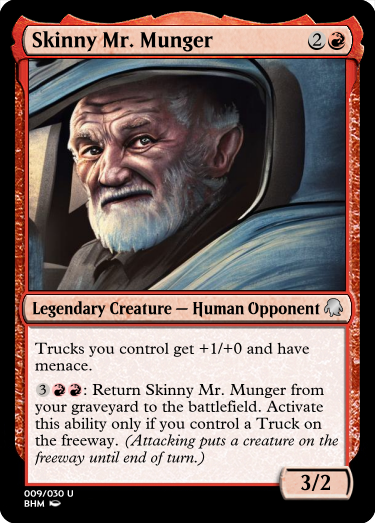 Skinny Mr. Munger 2
Legendary Creature — Human Opponent
Trucks you control get +1/+0 and have
menace.
3: Return Skinny Mr. Munger from
your graveyard to the battlefield. Activate
this ability only if you control a Truck on
the freeway. (Attacking puts a creature on the
freeway until end of turn.)
3/2
009/030 U
BHM